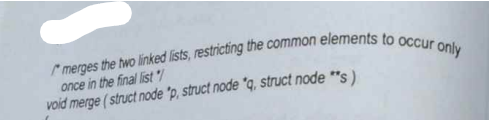 /* merges the two linked lists, restricting the common elements to occur only
once in the final list */
void merge ( struct node *p, struct node *q, struct node **s )